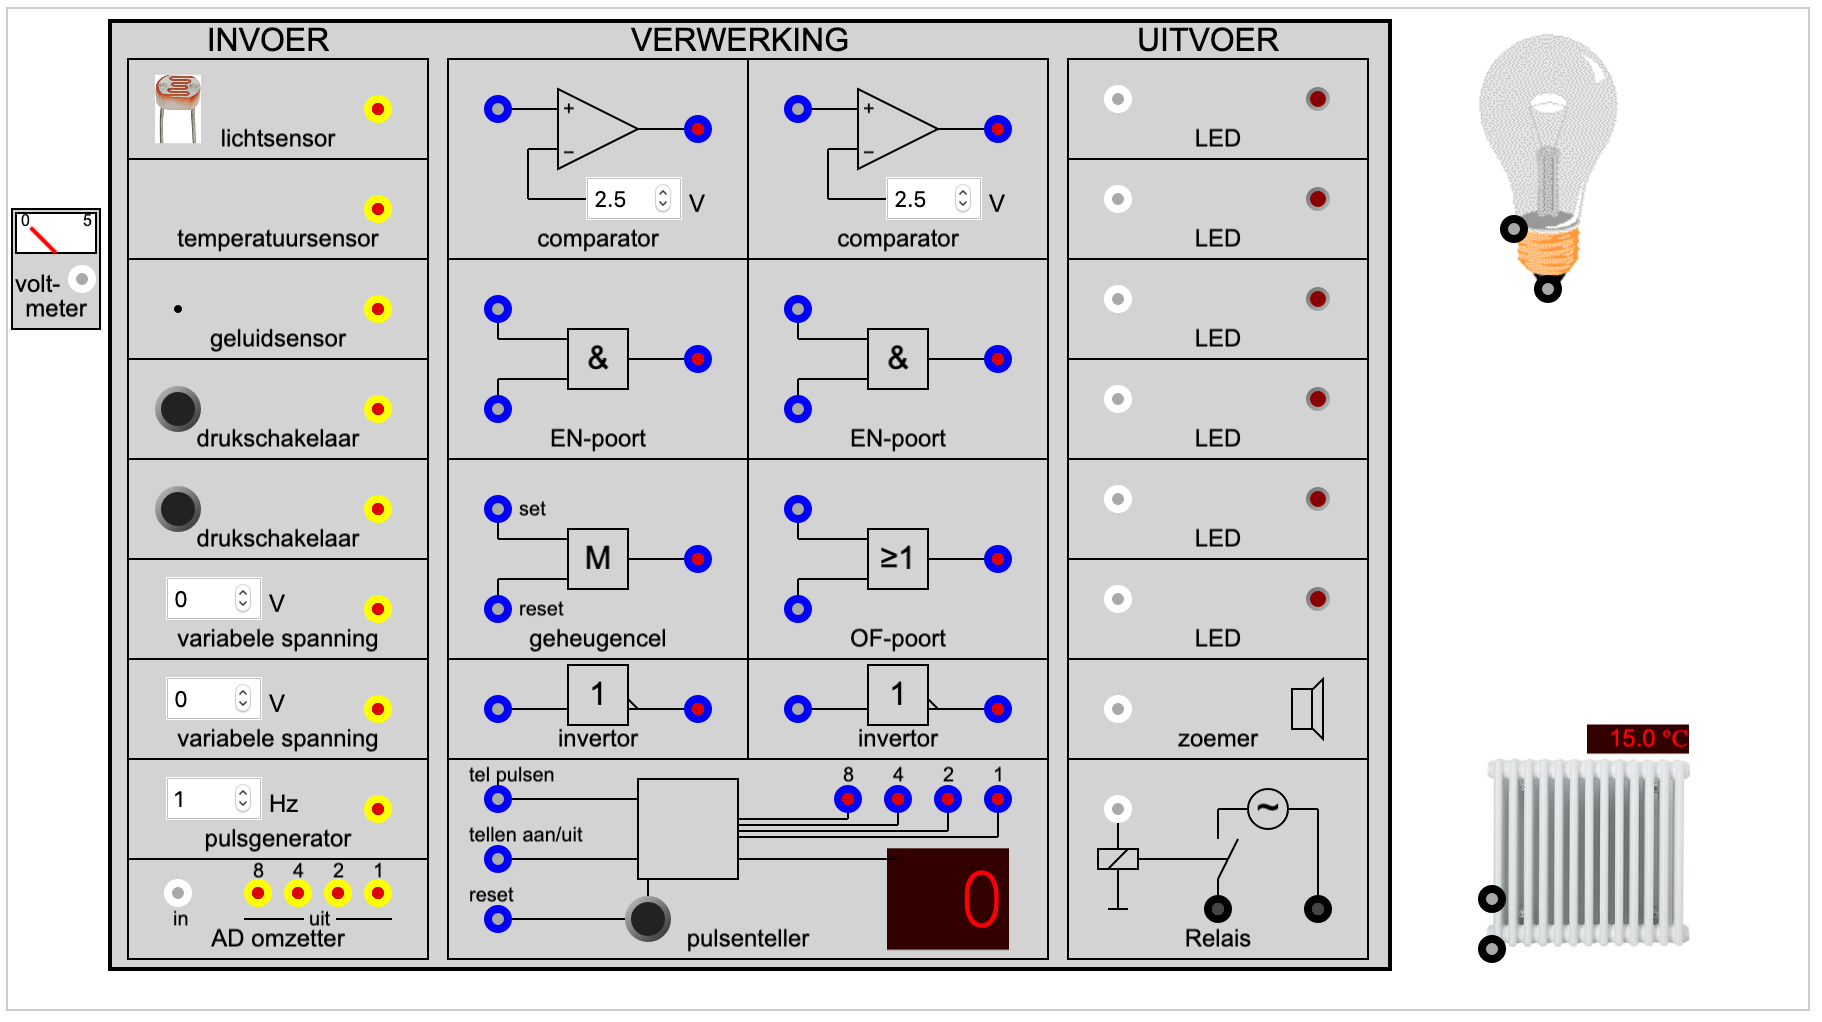 INVOER
VERWERKING
UITVOER
lichtsensor
temperatuursensor
geluidsensor
drukschakelaar
drukschakelaar
0 V
variabele spanning
0 V
variabele spanning
1 Hz
pulsgenerator
8 4 2 1
in
uit
AD omzetter
0 5
volt-
meter
+
−
2.5 V
comparator
+
−
2.5 V
comparator
&
EN-poort
&
EN-poort
set
M
reset
geheugencel
≥1
OF-poort
1
invertor
1
invertor
tel pulsen
8 4 2 1
tellen aan/uit
reset
0
pulsenteller
LED
LED
LED
LED
LED
LED
zoemer
~
Relais
15.0 °C